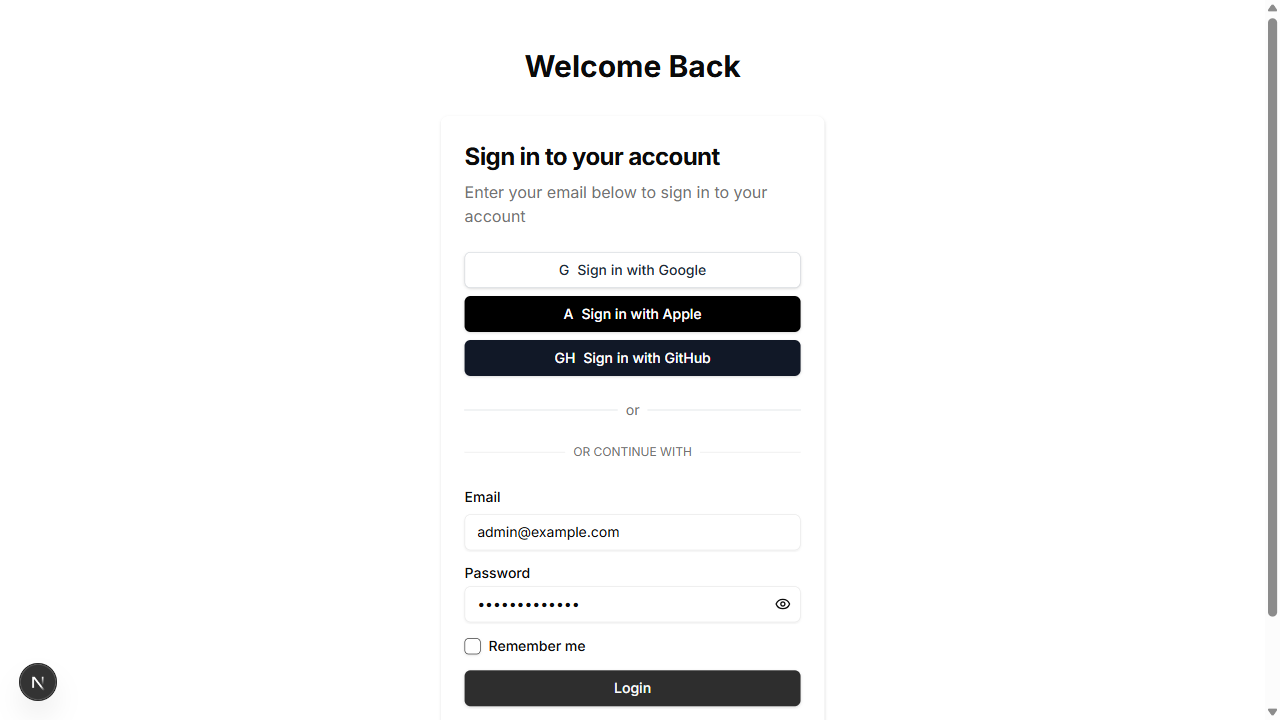 Welcome Back
Sign in to your account
Enter your email below to sign in to your
account
G Sign in with Google
A Sign in with Apple
GH Sign in with GitHub
or
OR CONTINUE WITH
Email
admin@example.com
Password
•••••••••••••
Remember me
Login
N